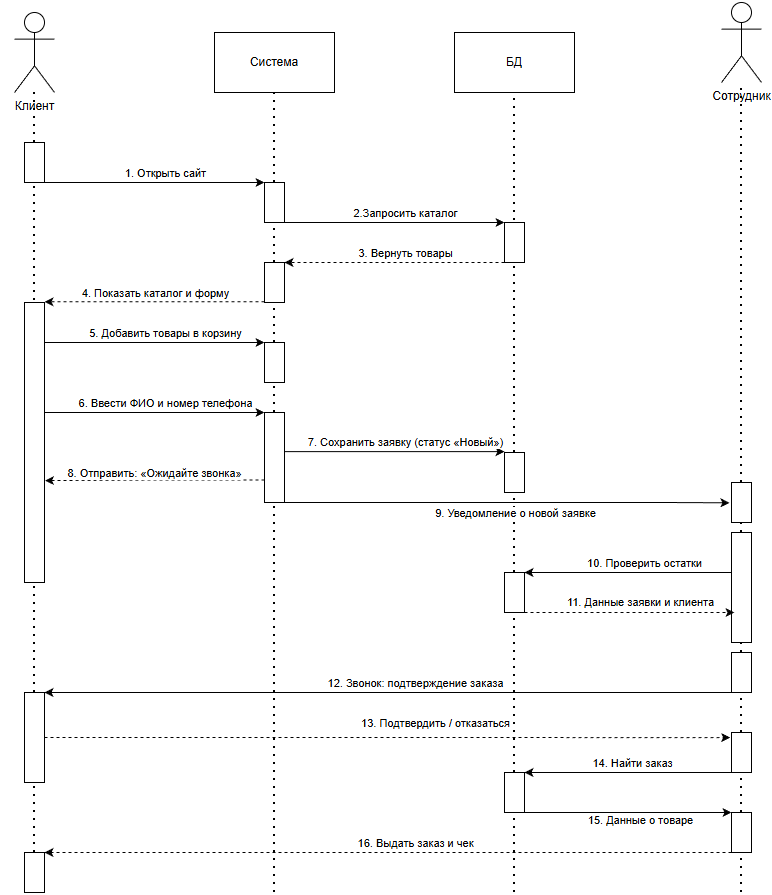 Клиент
Система
БД
Сотрудник
1. Открыть сайт
2.Запросить каталог
3. Вернуть товары
4. Показать каталог и форму
5. Добавить товары в корзину
6. Ввести ФИО и номер телефона
7. Сохранить заявку (статус «Новый»)
8. Отправить: «Ожидайте звонка»
9. Уведомление о новой заявке
10. Проверить остатки
11. Данные заявки и клиента
12. Звонок: подтверждение заказа
13. Подтвердить / отказаться
14. Найти заказ
15. Данные о товаре
16. Выдать заказ и чек